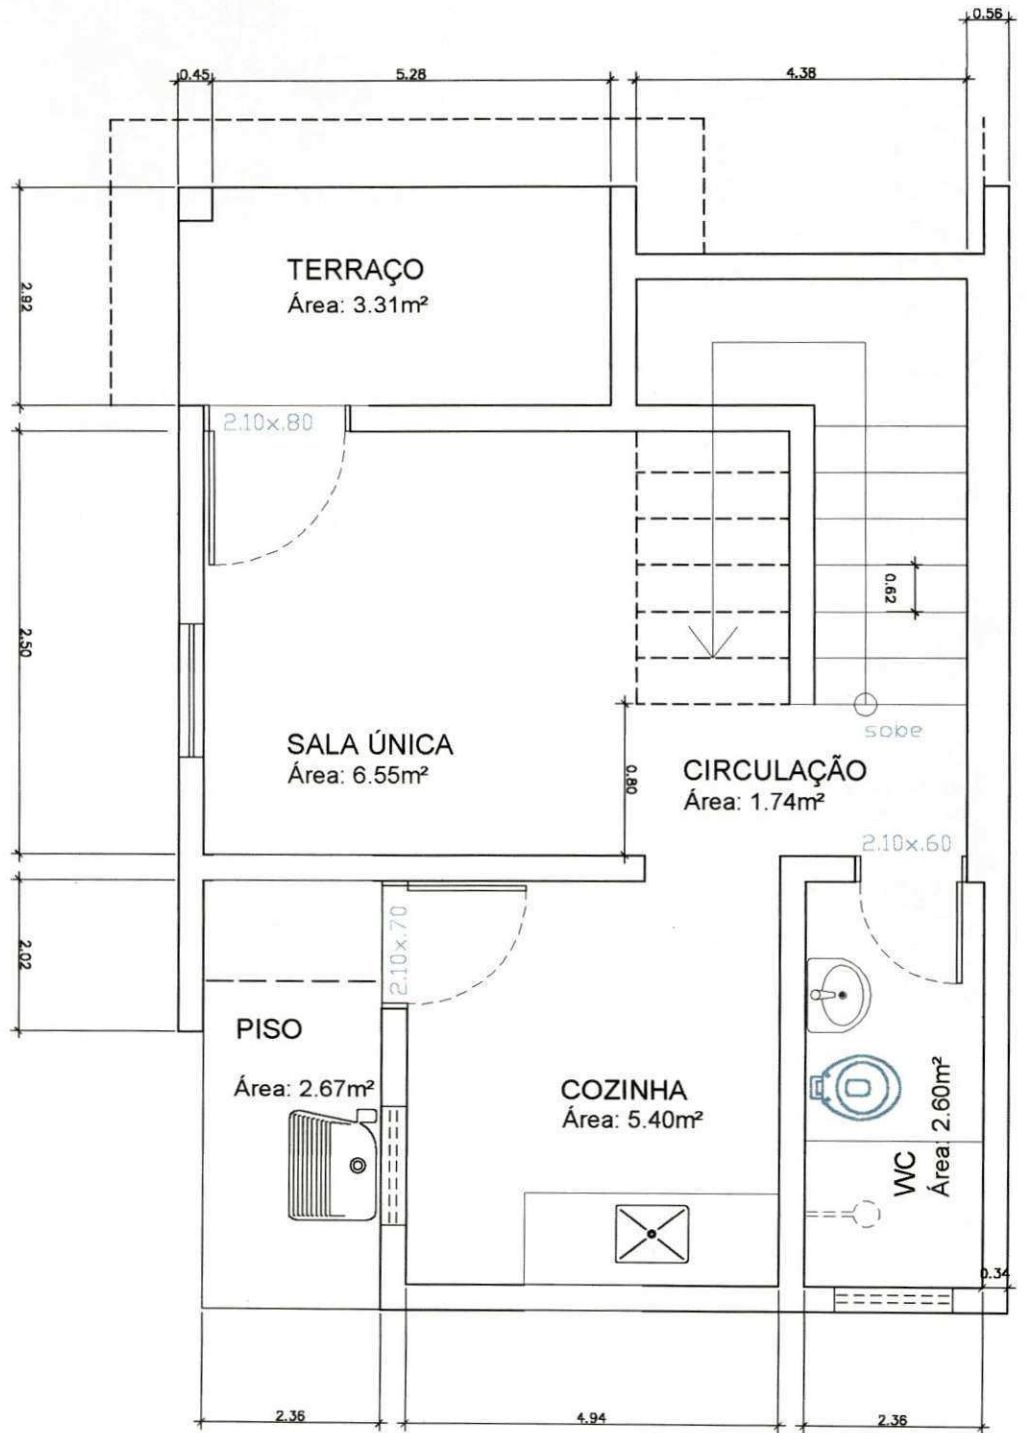 0.56
0.45
5.28
4.38
TERRAÇO
Área: 3.31m²
2.92
2.10x.80
0.62
2.50
sobe
SALA ÚNICA
Área: 6.55m²
0.80
CIRCULAÇÃO
Área: 1.74m²
2.10x.60
2.10x.70
2.02
PISO
Área: 2.67m²
COZINHA
Área: 5.40m²
WC
Área: 2.60m²
0.34
2.36
4.94
2.36